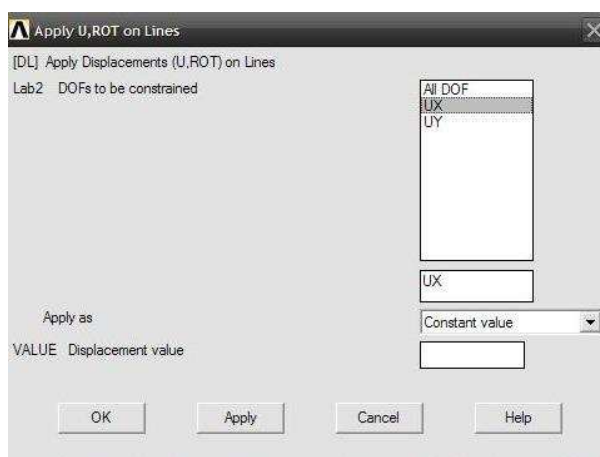 Apply U,ROT on Lines
[DL] Apply Displacements (U,ROT) on Lines
Lab2 DOFs to be constrained
All DOF
UX
UY
UX
Apply as
Constant value
VALUE Displacement value
OK
Apply
Cancel
Help